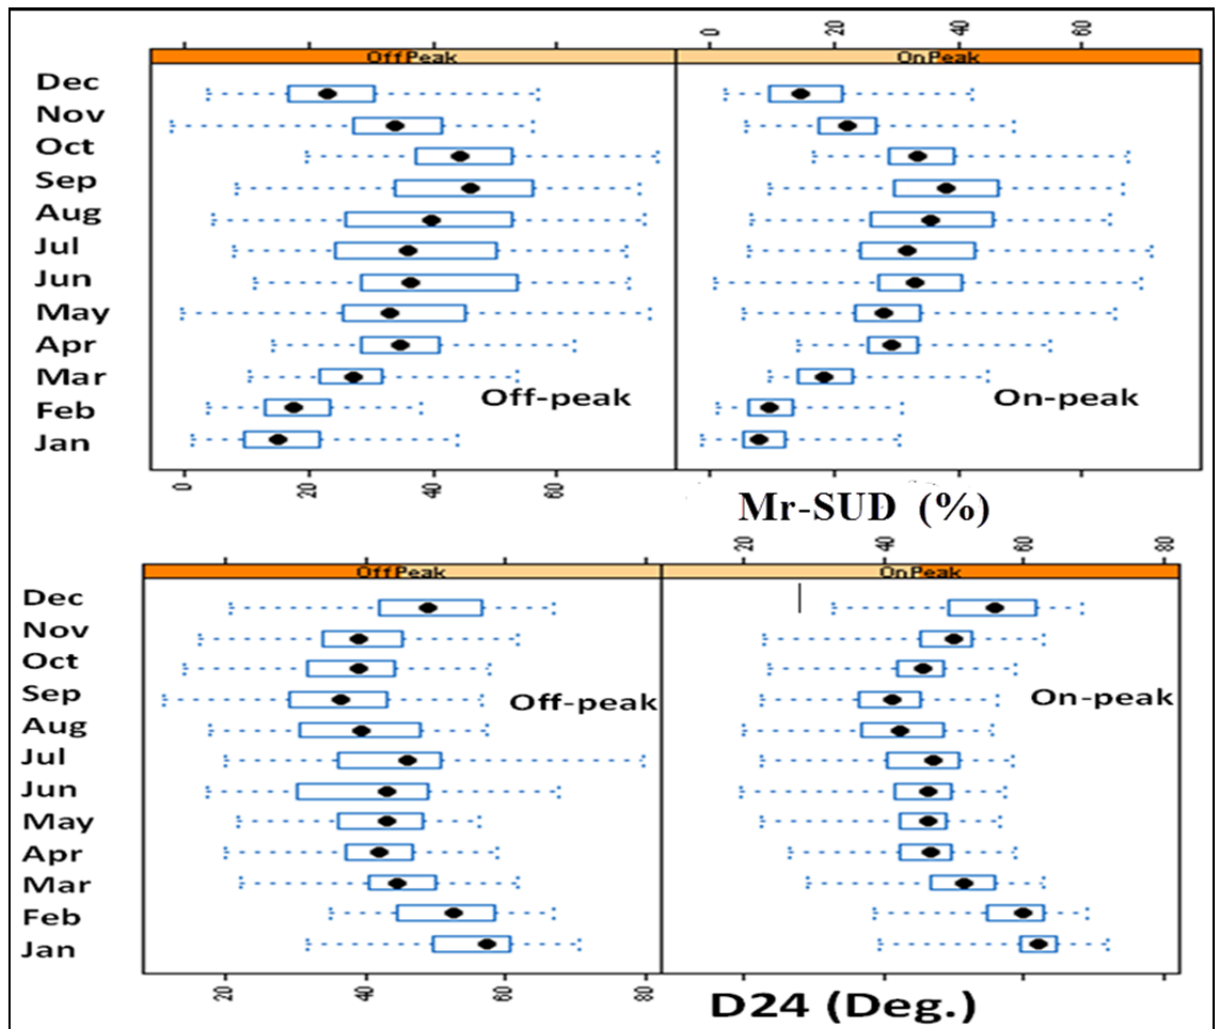 0 20 40 60
OffPeak OnPeak
Dec
Nov
Oct
Sep
Aug
Jul
Jun
May
Apr
Mar
Feb
Jan
Off-peak On-peak
0 20 40 60
Mr-SUD (%)
20 40 60 80
OffPeak OnPeak
Dec
Nov
Oct
Sep
Aug
Jul
Jun
May
Apr
Mar
Feb
Jan
Off-peak On-peak
20 40 60 80
D24 (Deg.)